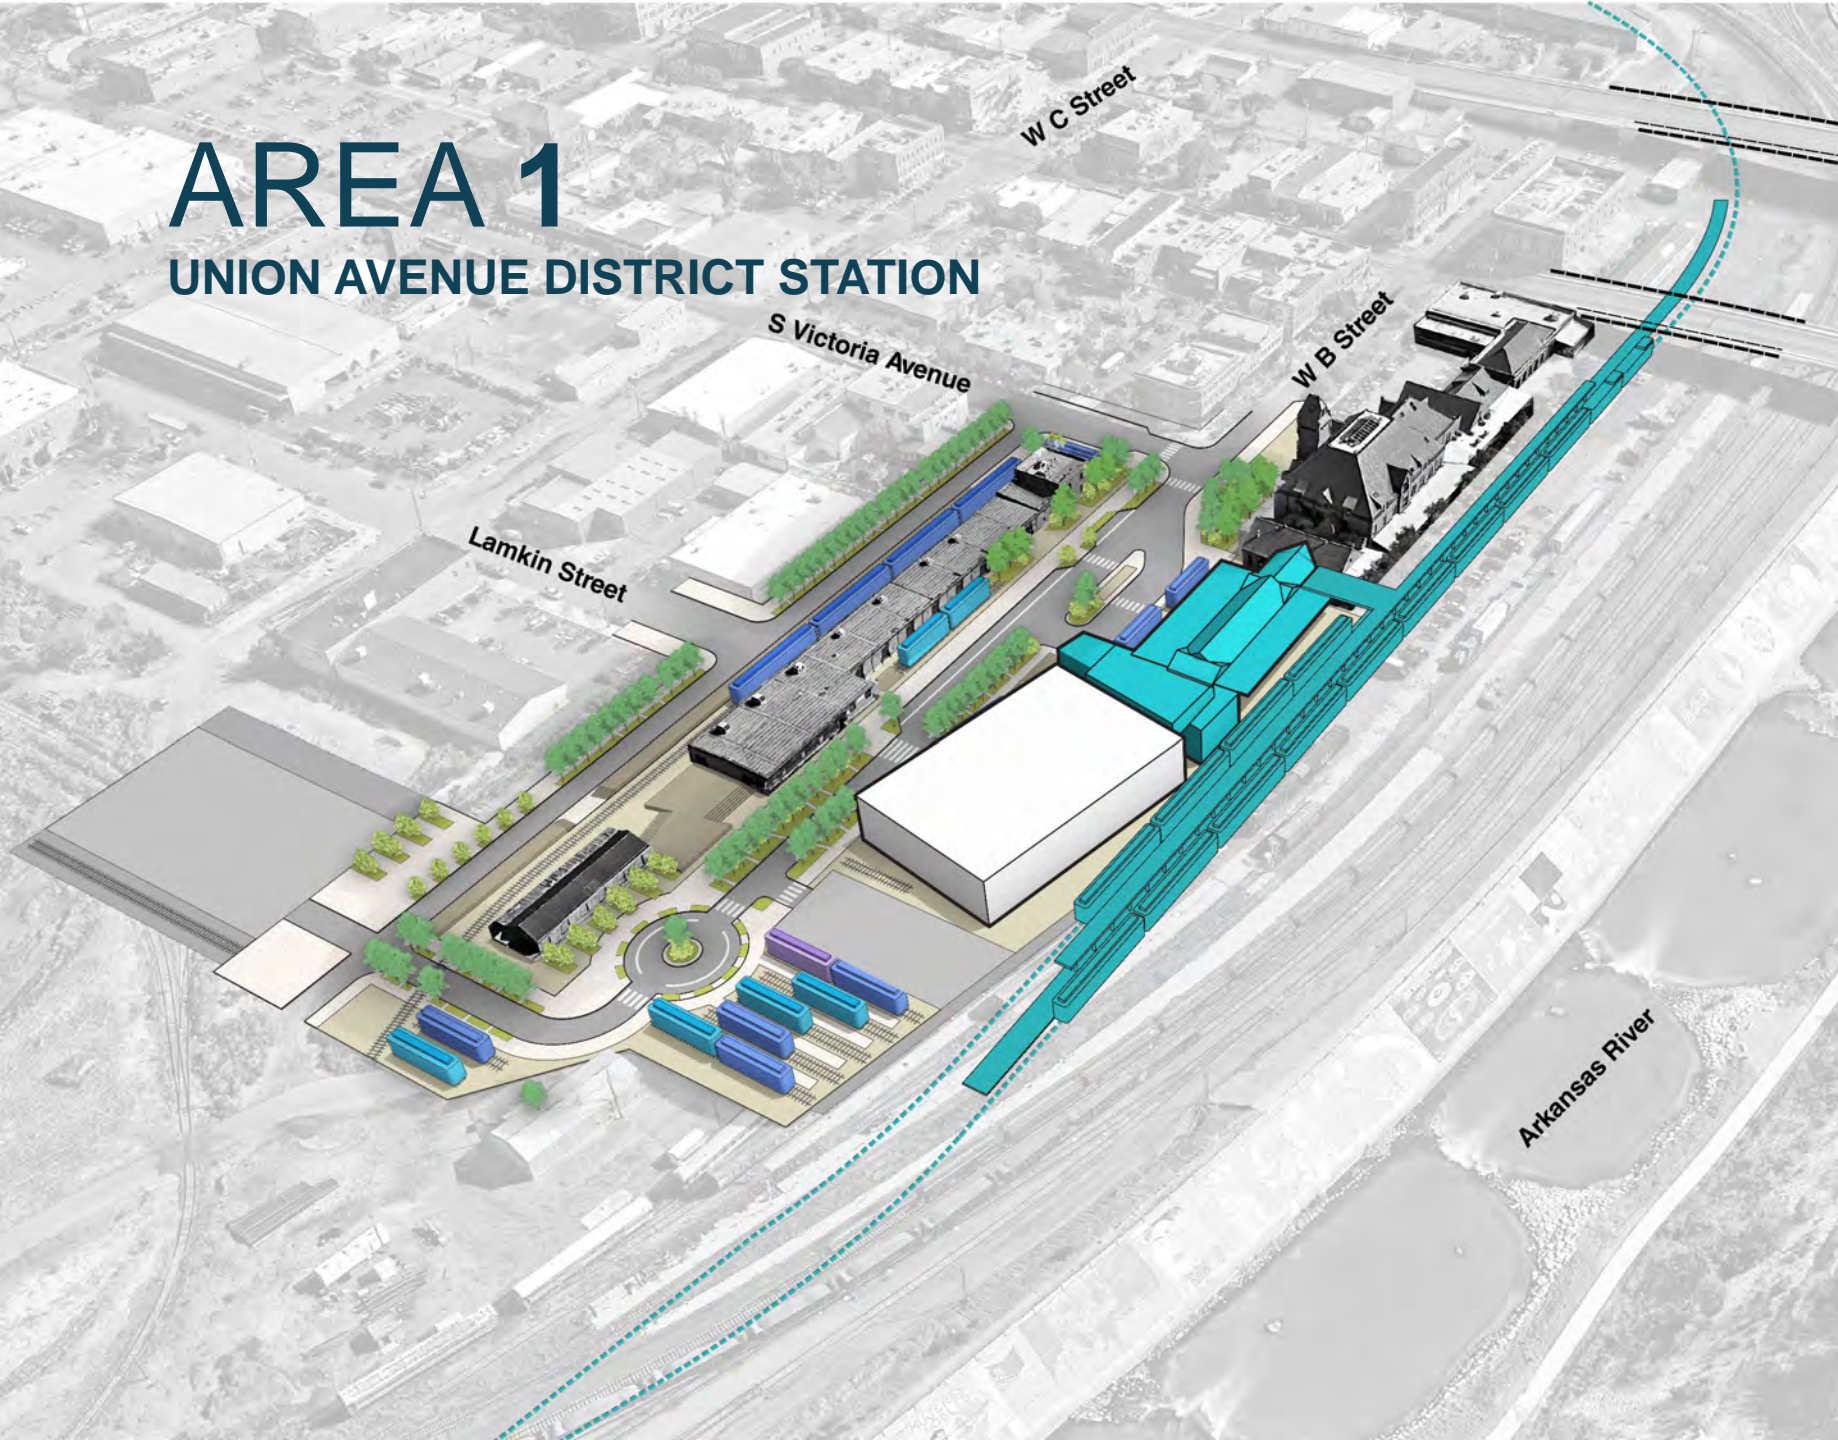 AREA 1
UNION AVENUE DISTRICT STATION
W C Street
S Victoria Avenue
W B Street
Lamkin Street
Arkansas River